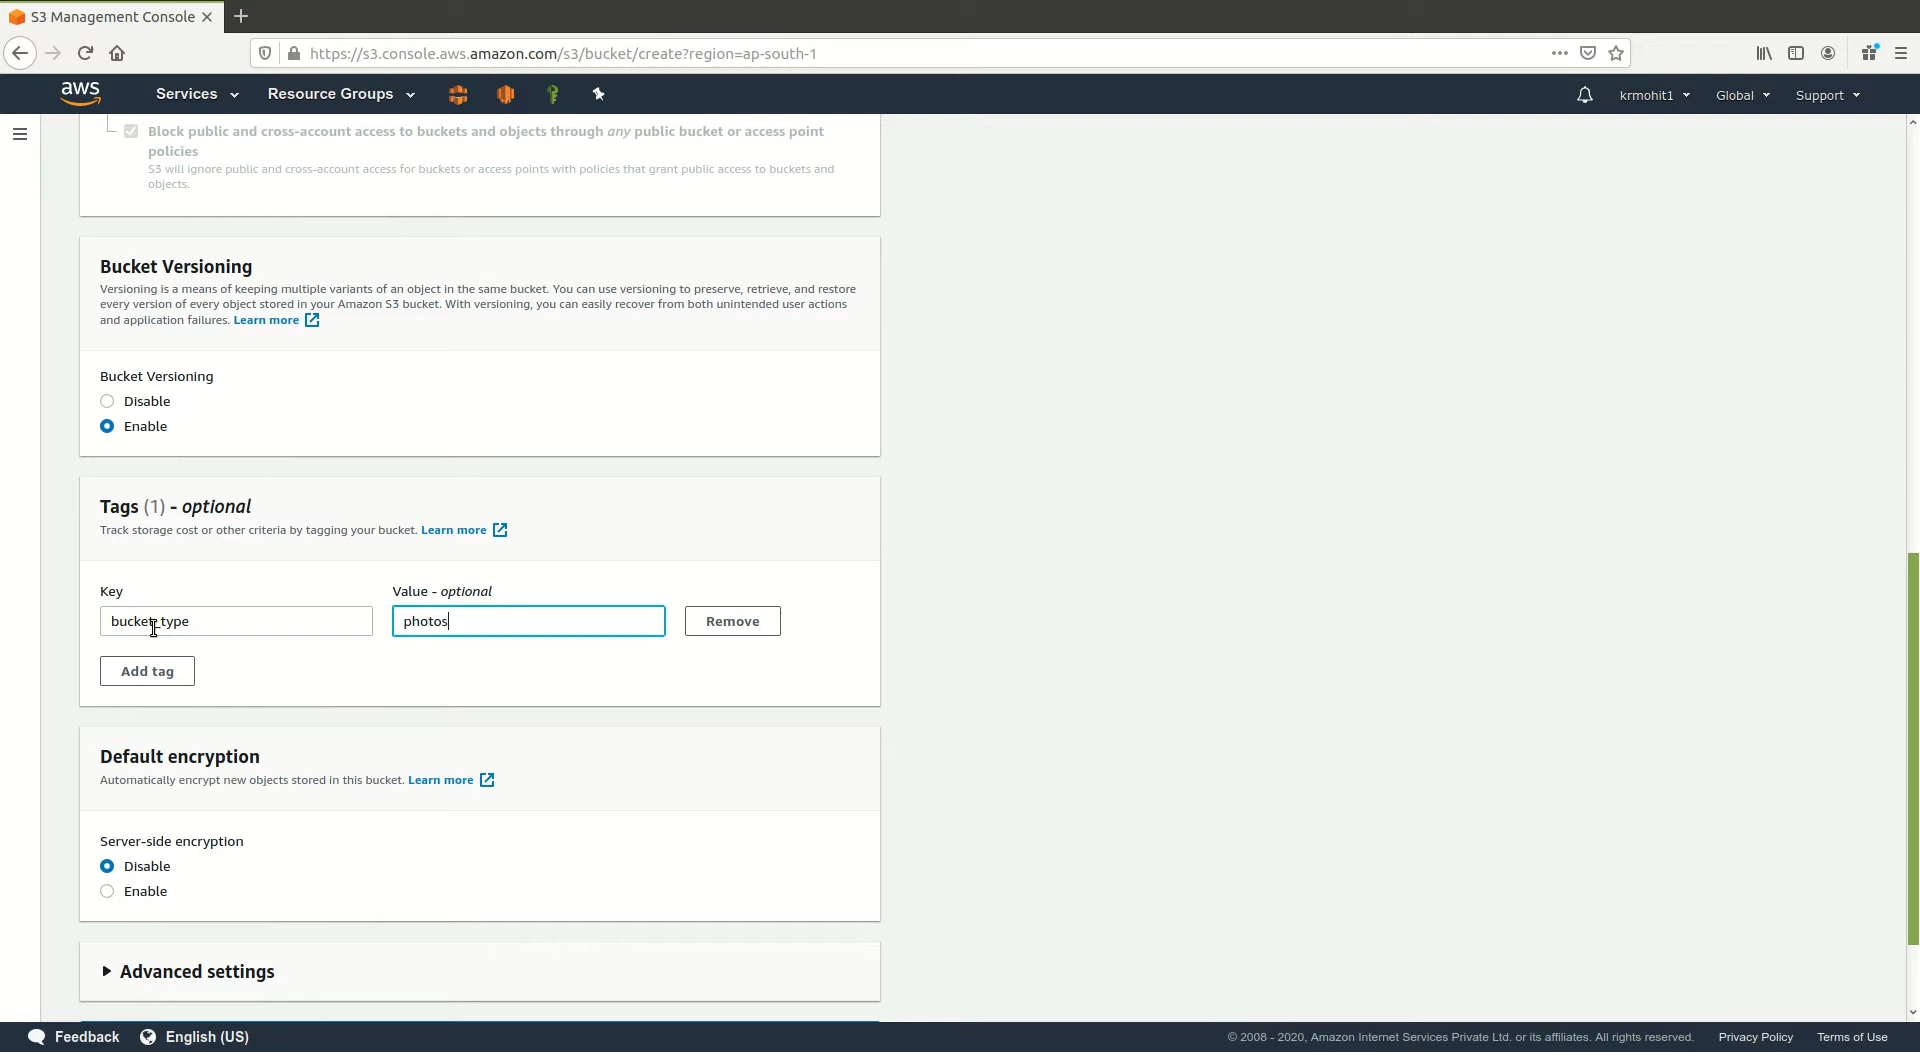 S3 Management Console
https://s3.console.aws.amazon.com/s3/bucket/create?region=ap-south-1
aws
Services
Resource Groups
krmohit1
Global
Support
Block public and cross-account access to buckets and objects through any public bucket or access point
policies
S3 will ignore public and cross-account access for buckets or access points with policies that grant public access to buckets and
objects.
Bucket Versioning
Versioning is a means of keeping multiple variants of an object in the same bucket. You can use versioning to preserve, retrieve, and restore
every version of every object stored in your Amazon S3 bucket. With versioning, you can easily recover from both unintended user actions
and application failures. Learn more
Bucket Versioning
Disable
Enable
Tags (1) - optional
Track storage cost or other criteria by tagging your bucket. Learn more
Key
Value - optional
bucket_type
photos
Remove
Add tag
Default encryption
Automatically encrypt new objects stored in this bucket. Learn more
Server-side encryption
Disable
Enable
Advanced settings
Feedback
English (US)
© 2008 - 2020, Amazon Internet Services Private Ltd. or its affiliates. All rights reserved.
Privacy Policy
Terms of Use